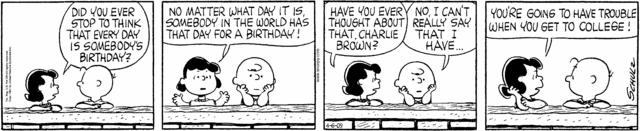 DID YOU EVER
STOP TO THINK
THAT EVERY DAY
IS SOMEBODY'S
BIRTHDAY?
NO MATTER WHAT DAY IT IS,
SOMEBODY IN THE WORLD HAS
THAT DAY FOR A BIRTHDAY!
HAVE YOU EVER
THOUGHT ABOUT
THAT, CHARLIE
BROWN?
NO, I CAN'T
REALLY SAY
THAT I
HAVE...
4-6-09
YOU'RE GOING TO HAVE TROUBLE
WHEN YOU GET TO COLLEGE!
SCHULZ